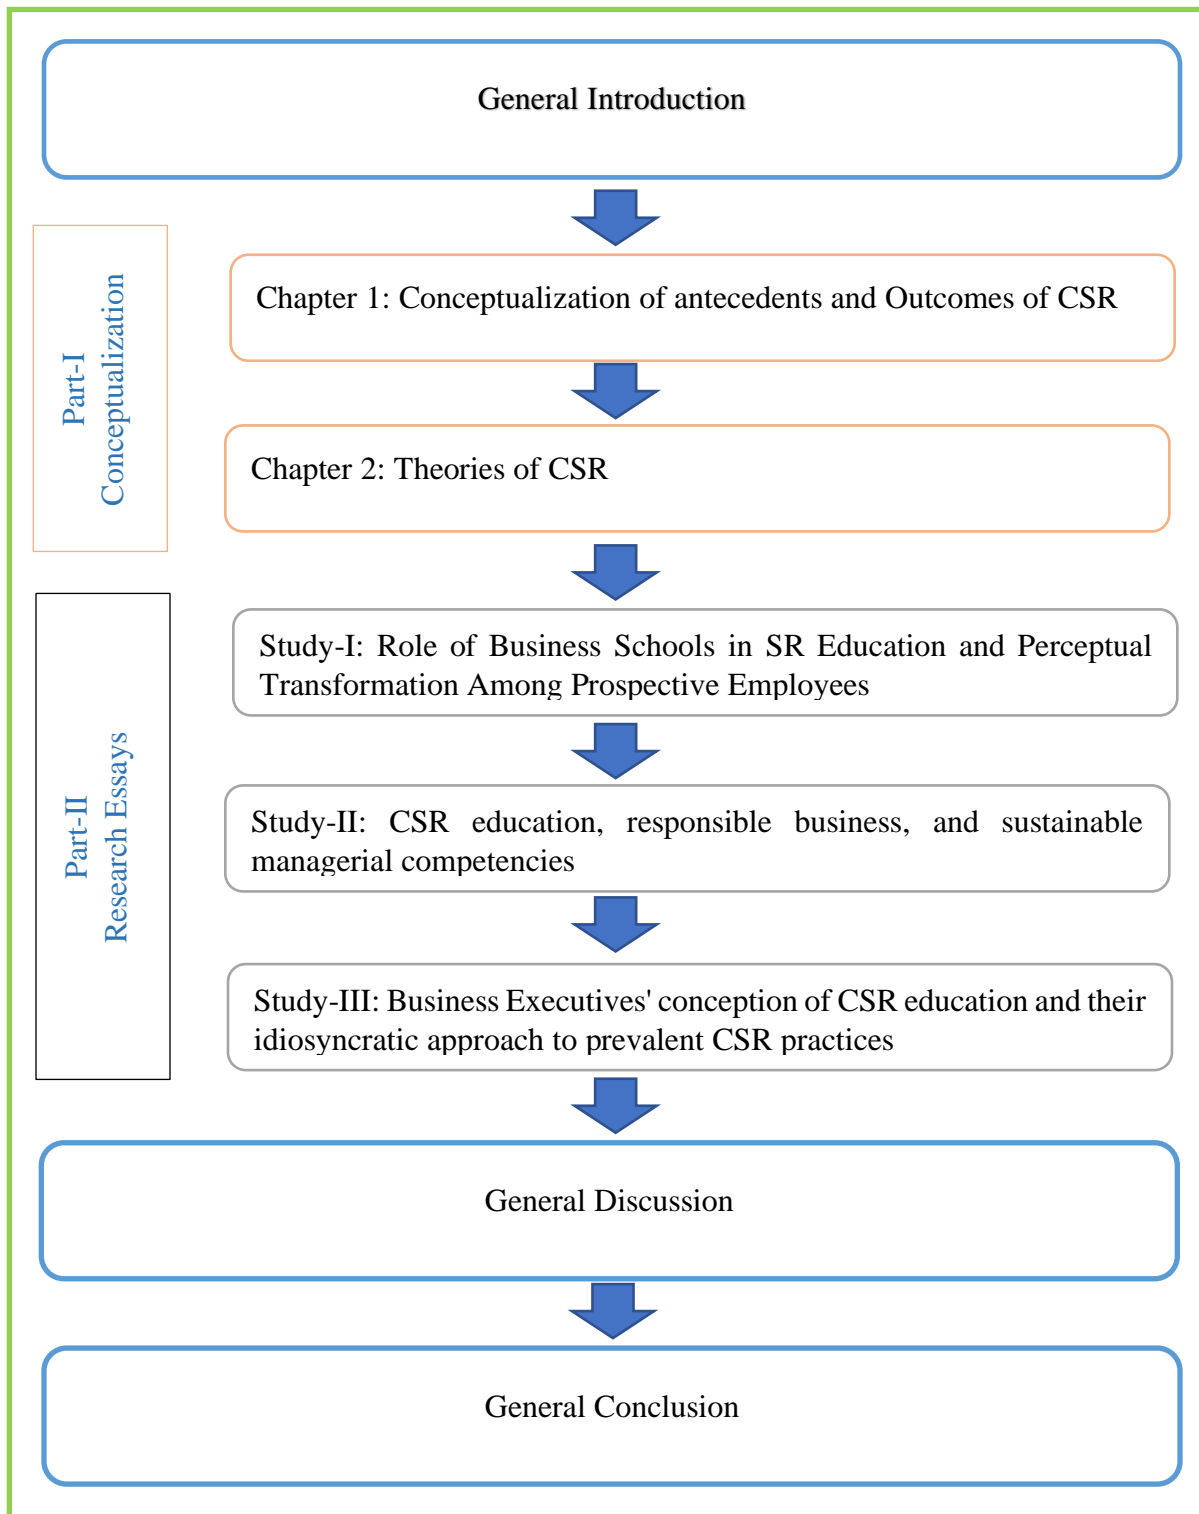 General Introduction
Part-I
Conceptualization
Chapter 1: Conceptualization of antecedents and Outcomes of CSR
Chapter 2: Theories of CSR
Part-II
Research Essays
Study-I: Role of Business Schools in SR Education and Perceptual
Transformation Among Prospective Employees
Study-II: CSR education, responsible business, and sustainable
managerial competencies
Study-III: Business Executives' conception of CSR education and their
idiosyncratic approach to prevalent CSR practices
General Discussion
General Conclusion